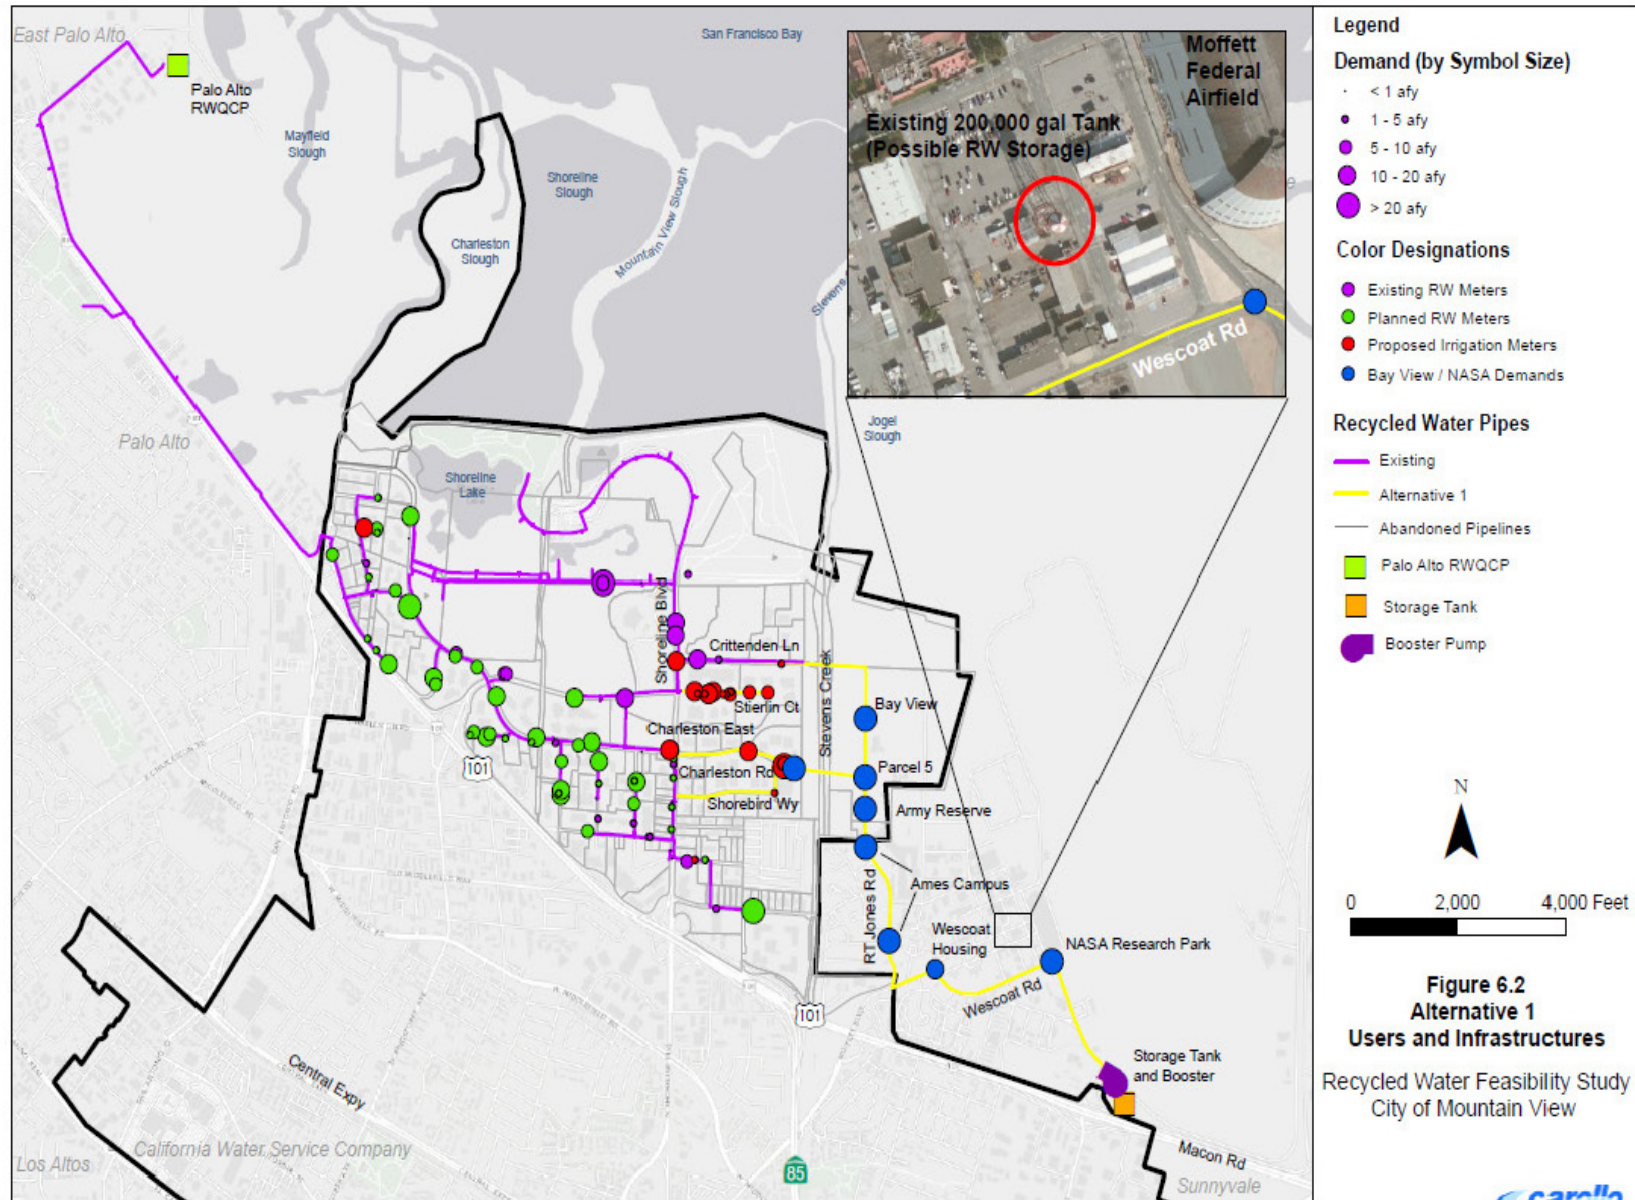 East Palo Alto
Palo Alto
RWQCP
San Francisco Bay
Mayfield
Slough
Shoreline
Slough
Charleston
Slough
Mountain View Slough
Stevens
Moffett
Federal
Airfield
Existing 200,000 gal Tank
(Possible RW Storage)
Wescoat Rd
Jogel
Slough
Palo Alto
Shoreline
Lake
Shoreline Blvd
Crittenden Ln
Stierlin Ct
Stevens Creek
Bay View
Charleston East
Charleston Rd
Parcel 5
Shorebird Wy
Army Reserve
101
Ames Campus
RT Jones Rd
Wescoat
Housing
NASA Research Park
Wescoat Rd
101
Storage Tank
and Booster
Central Expy
California Water Service Company
Los Altos
85
Macon Rd
Sunnyvale
Legend
Demand (by Symbol Size)
< 1 afy
1 - 5 afy
5 - 10 afy
10 - 20 afy
> 20 afy
Color Designations
Existing RW Meters
Planned RW Meters
Proposed Irrigation Meters
Bay View / NASA Demands
Recycled Water Pipes
Existing
Alternative 1
Abandoned Pipelines
Palo Alto RWQCP
Storage Tank
Booster Pump
N
0 2,000 4,000 Feet
Figure 6.2
Alternative 1
Users and Infrastructures
Recycled Water Feasibility Study
City of Mountain View